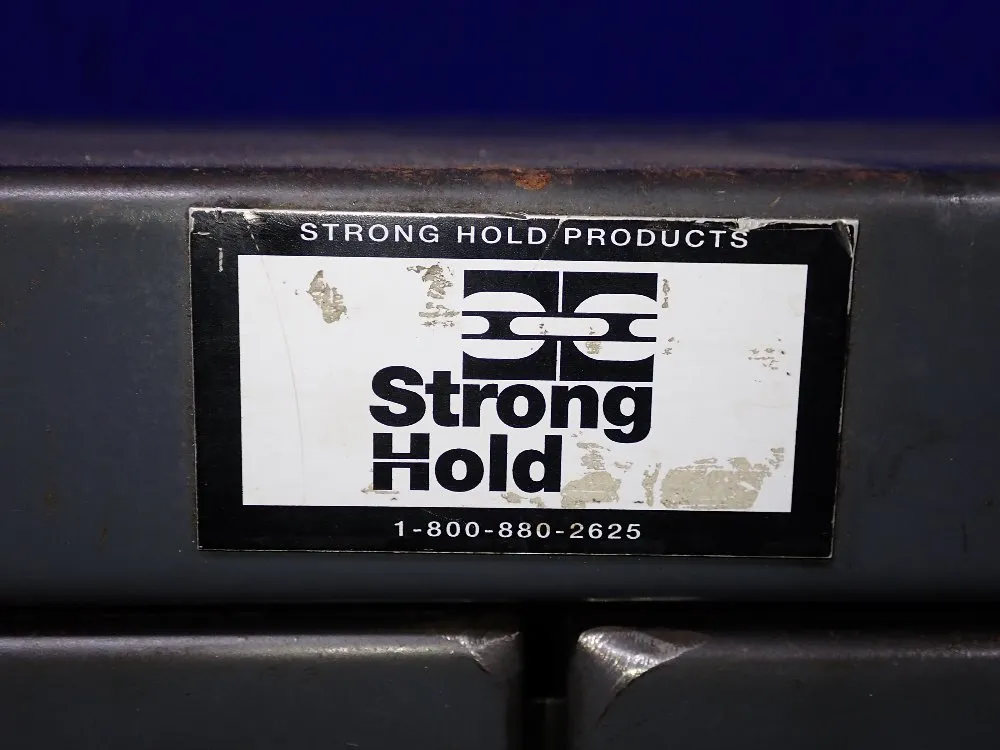 STRONG HOLD PRODUCTS
Strong
Hold
1-800-880-2625